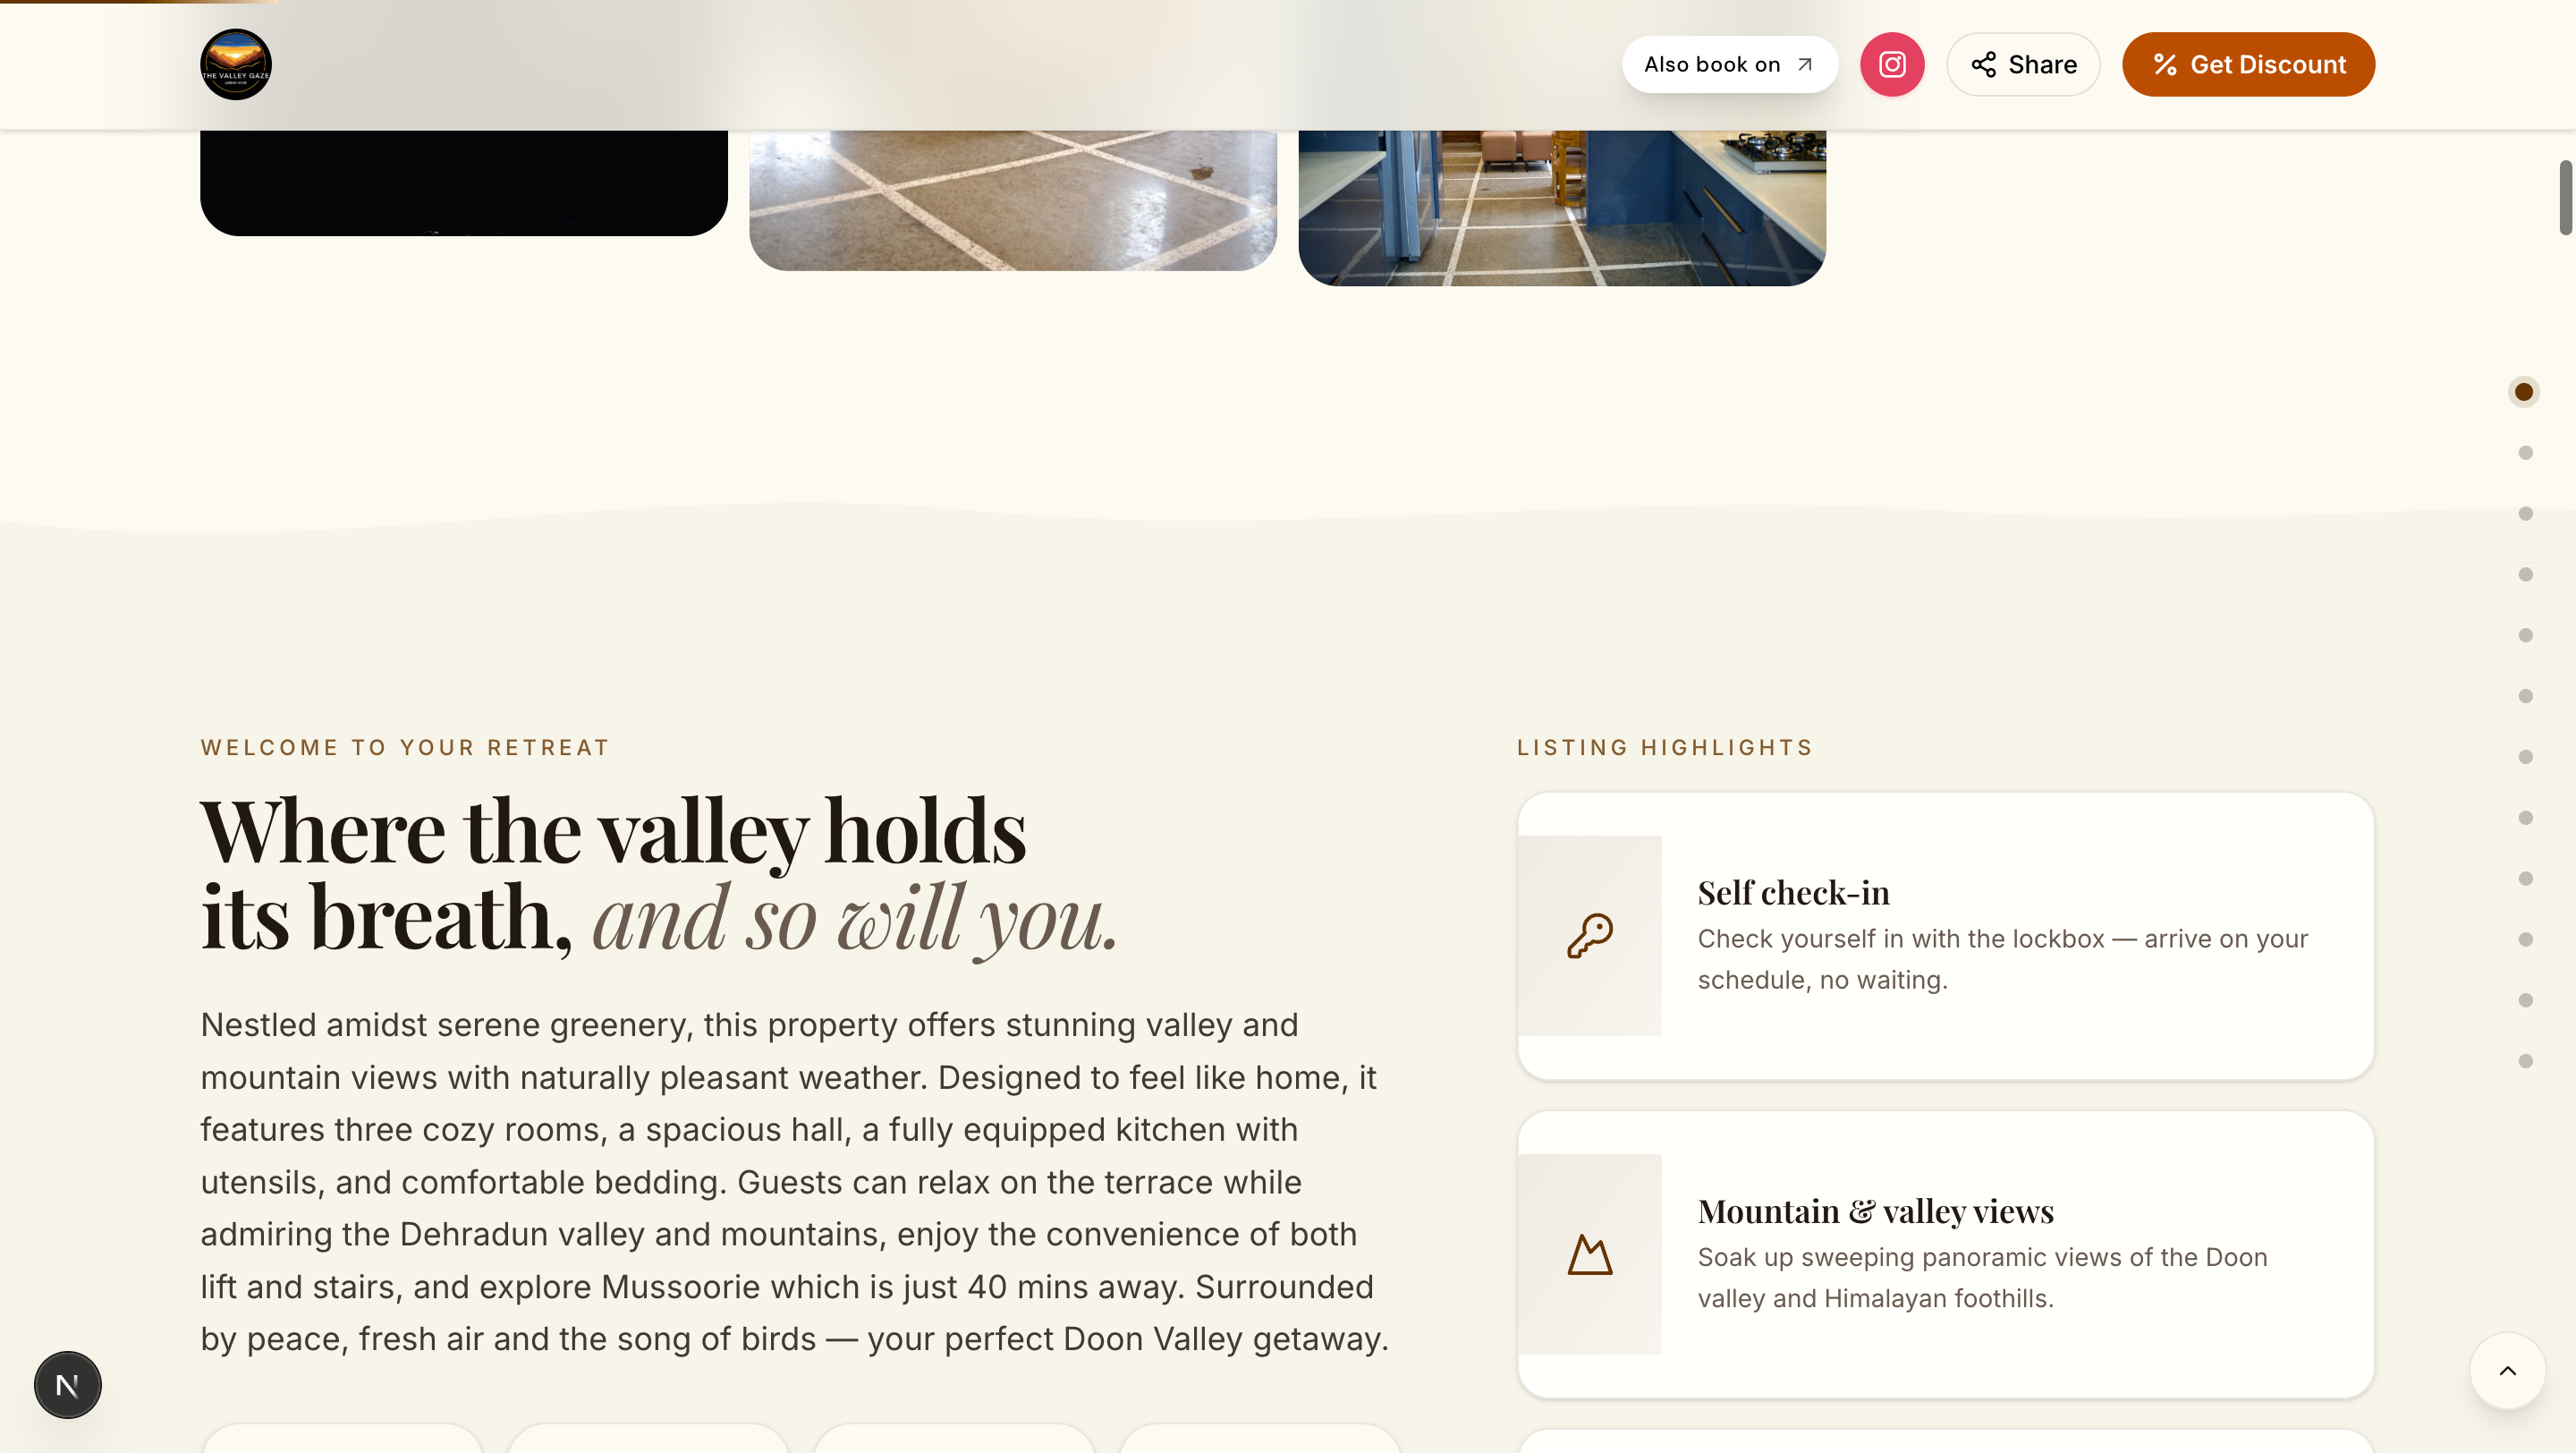 THE VALLEY GAZE
Also book on
Share
Get Discount
WELCOME TO YOUR RETREAT
Where the valley holds
its breath, and so will you.
Nestled amidst serene greenery, this property offers stunning valley and
mountain views with naturally pleasant weather. Designed to feel like home, it
features three cozy rooms, a spacious hall, a fully equipped kitchen with
utensils, and comfortable bedding. Guests can relax on the terrace while
admiring the Dehradun valley and mountains, enjoy the convenience of both
lift and stairs, and explore Mussoorie which is just 40 mins away. Surrounded
by peace, fresh air and the song of birds — your perfect Doon Valley getaway.
LISTING HIGHLIGHTS
Self check-in
Check yourself in with the lockbox — arrive on your
schedule, no waiting.
Mountain & valley views
Soak up sweeping panoramic views of the Doon
valley and Himalayan foothills.
N